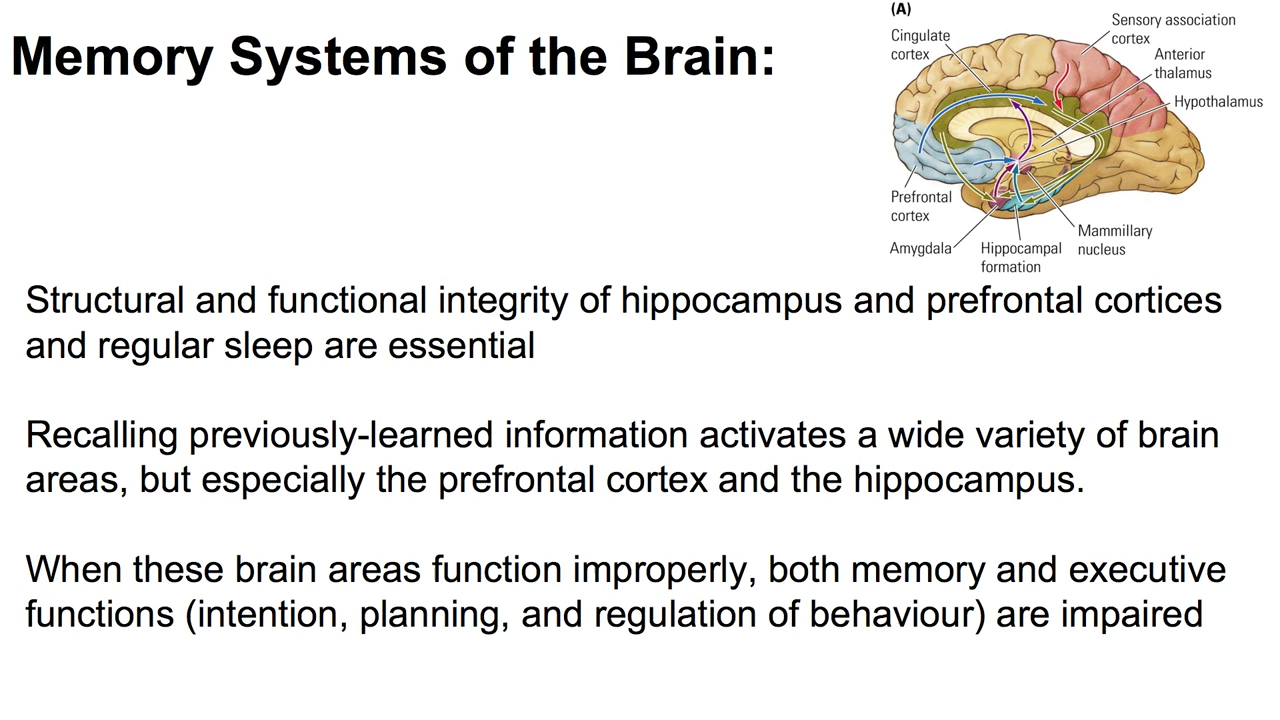 Memory Systems of the Brain:
(A)
Cingulate
cortex
Sensory association
cortex
Anterior
thalamus
Hypothalamus
Prefrontal
cortex
Amygdala
Hippocampal
formation
Mammillary
nucleus
Structural and functional integrity of hippocampus and prefrontal cortices
and regular sleep are essential
Recalling previously-learned information activates a wide variety of brain
areas, but especially the prefrontal cortex and the hippocampus.
When these brain areas function improperly, both memory and executive
functions (intention, planning, and regulation of behaviour) are impaired